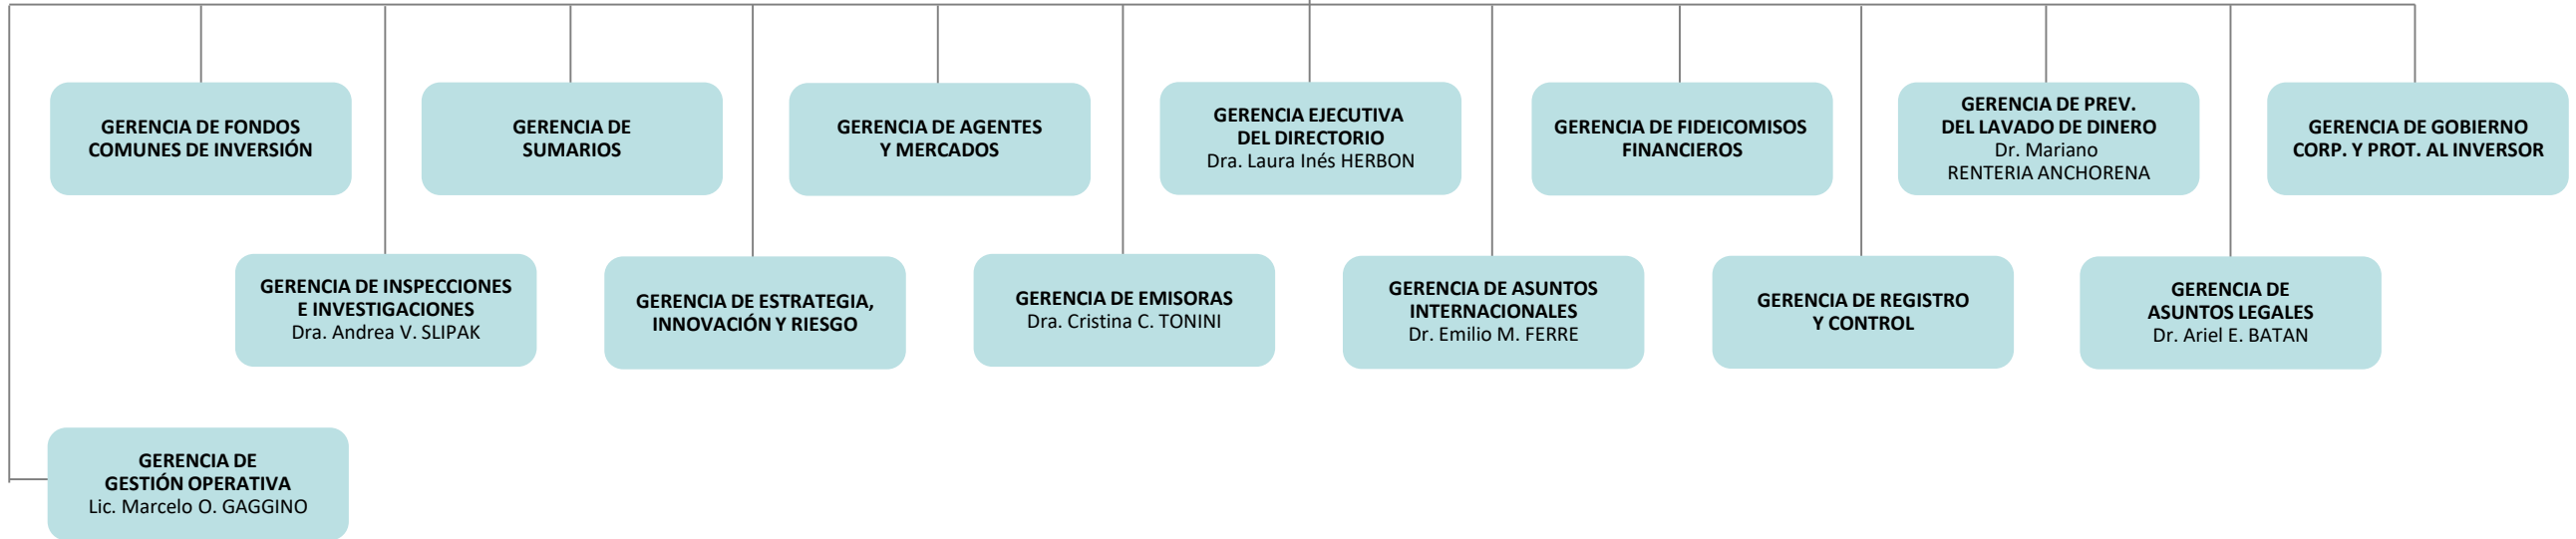 GERENCIA DE FONDOS
COMUNES DE INVERSIÓN
GERENCIA DE
SUMARIOS
GERENCIA DE AGENTES
Y MERCADOS
GERENCIA EJECUTIVA
DEL DIRECTORIO
Dra. Laura Inés HERBON
GERENCIA DE FIDEICOMISOS
FINANCIEROS
GERENCIA DE PREV.
DEL LAVADO DE DINERO
Dr. Mariano
RENTERIA ANCHORENA
GERENCIA DE GOBIERNO
CORP. Y PROT. AL INVERSOR
GERENCIA DE INSPECCIONES
E INVESTIGACIONES
Dra. Andrea V. SLIPAK
GERENCIA DE ESTRATEGIA,
INNOVACIÓN Y RIESGO
GERENCIA DE EMISORAS
Dra. Cristina C. TONINI
GERENCIA DE ASUNTOS
INTERNACIONALES
Dr. Emilio M. FERRE
GERENCIA DE REGISTRO
Y CONTROL
GERENCIA DE
ASUNTOS LEGALES
Dr. Ariel E. BATAN
GERENCIA DE
GESTIÓN OPERATIVA
Lic. Marcelo O. GAGGINO